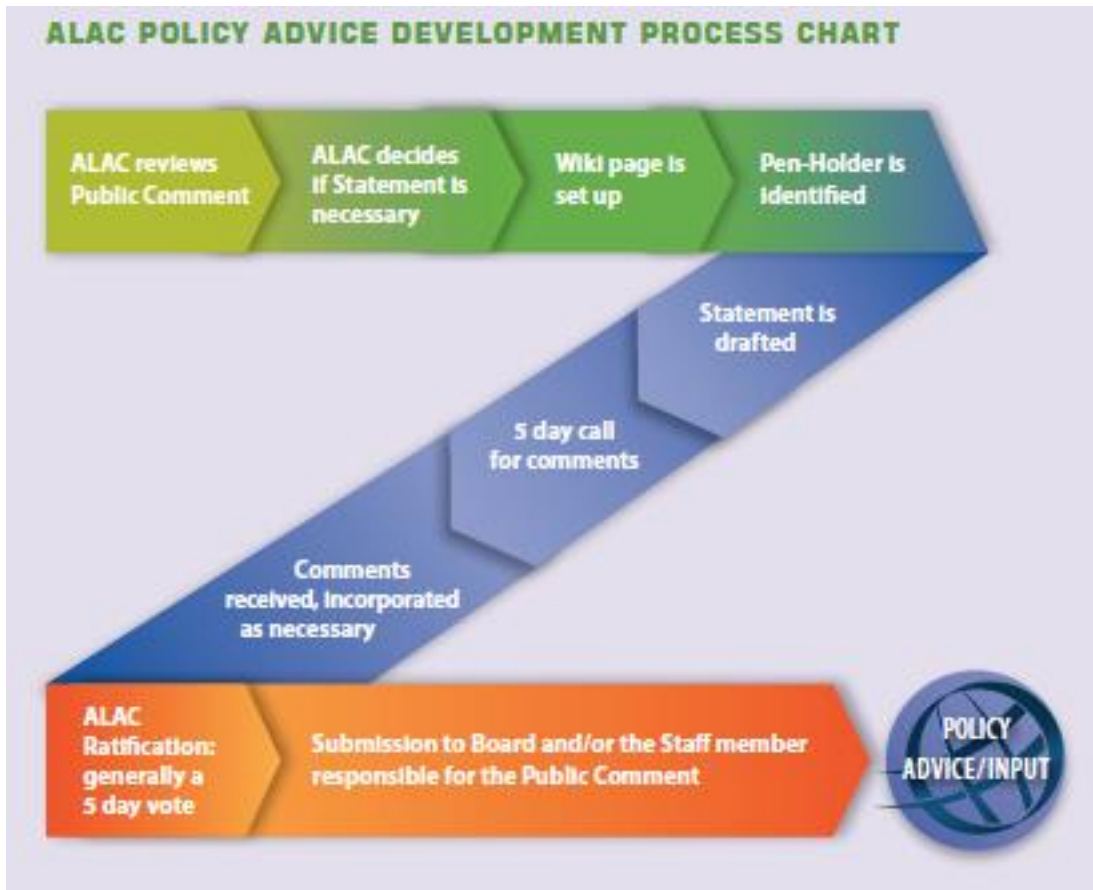 ALAC POLICY ADVICE DEVELOPMENT PROCESS CHART
ALAC reviews
Public Comment
ALAC decides
if Statement is
necessary
Wiki page is
set up
Pen-Holder is
identified
Statement is
drafted
5 day call
for comments
Comments
received, incorporated
as necessary
ALAC
Ratification:
generally a
5 day vote
Submission to Board and/or the Staff member
responsible for the Public Comment
POLICY
ADVICE/INPUT